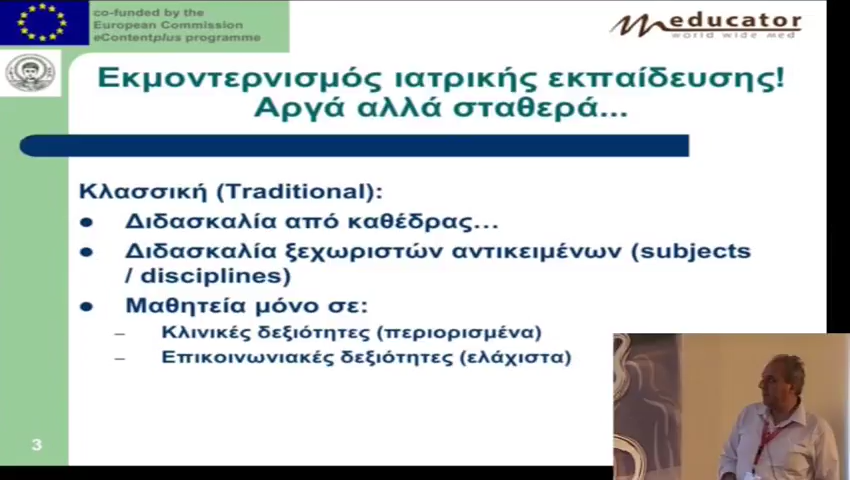 co-funded by the
European Commission
eContentplus programme
educator
world wide med
Εκμοντερνισμός ιατρικής εκπαίδευσης!
Αργά αλλά σταθερά...
Κλασσική (Traditional):
● Διδασκαλία από καθέδρας...
● Διδασκαλία ξεχωριστών αντικειμένων (subjects
/ disciplines)
● Μαθητεία μόνο σε:
– Κλινικές δεξιότητες (περιορισμένα)
– Επικοινωνιακές δεξιότητες (ελάχιστα)
3